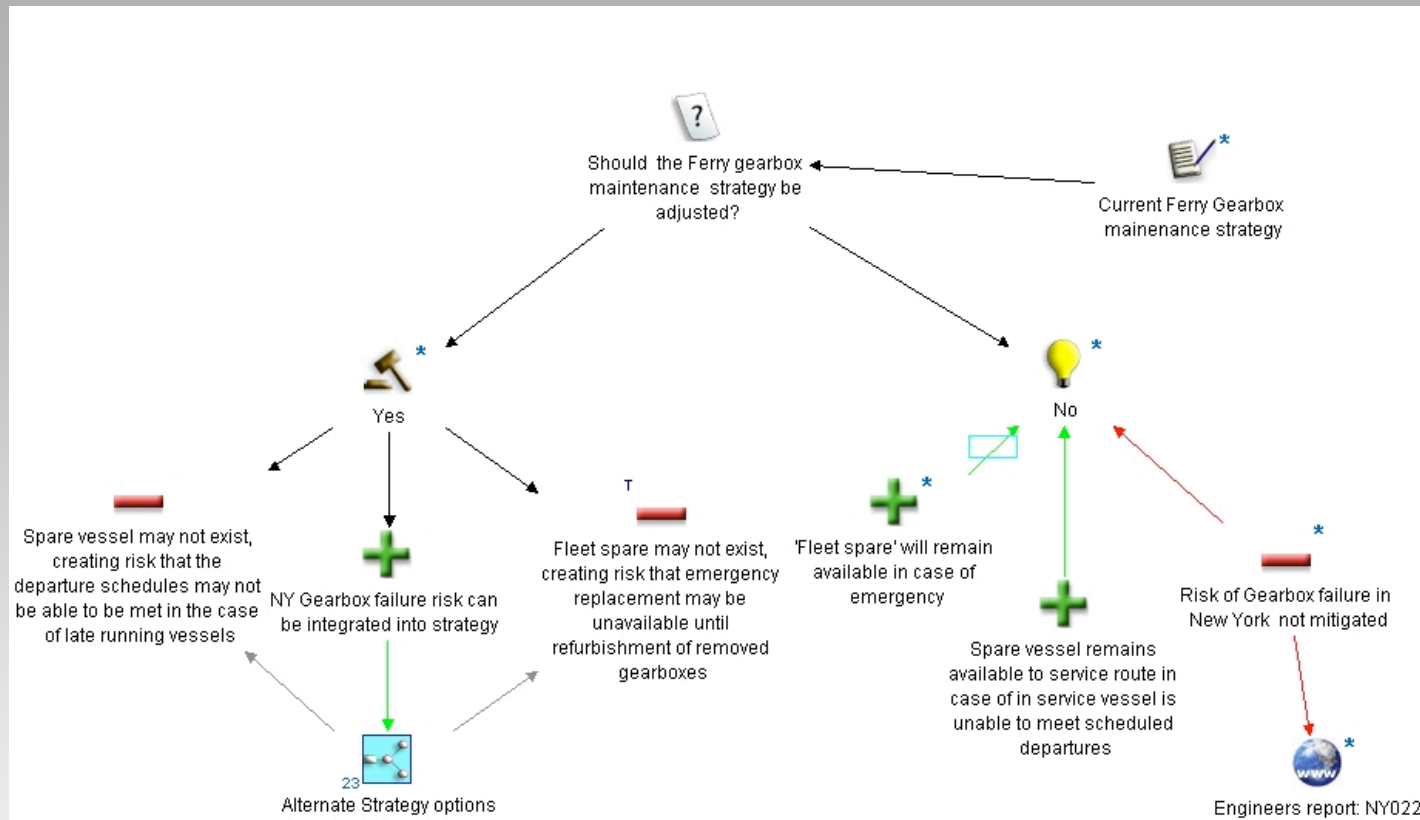 ?
Should the Ferry gearbox
maintenance strategy be
adjusted?
*
Current Ferry Gearbox
mainenance strategy
*
Yes
*
No
Spare vessel may not exist,
creating risk that the
departure schedules may not
be able to be met in the case
of late running vessels
NY Gearbox failure risk can
be integrated into strategy
T
Fleet spare may not exist,
creating risk that emergency
replacement may be
unavailable until
refurbishment of removed
gearboxes
*
'Fleet spare' will remain
available in case of
emergency
Spare vessel remains
available to service route in
case of in service vessel is
unable to meet scheduled
departures
*
Risk of Gearbox failure in
New York not mitigated
23
Alternate Strategy options
*
www
Engineers report: NY022